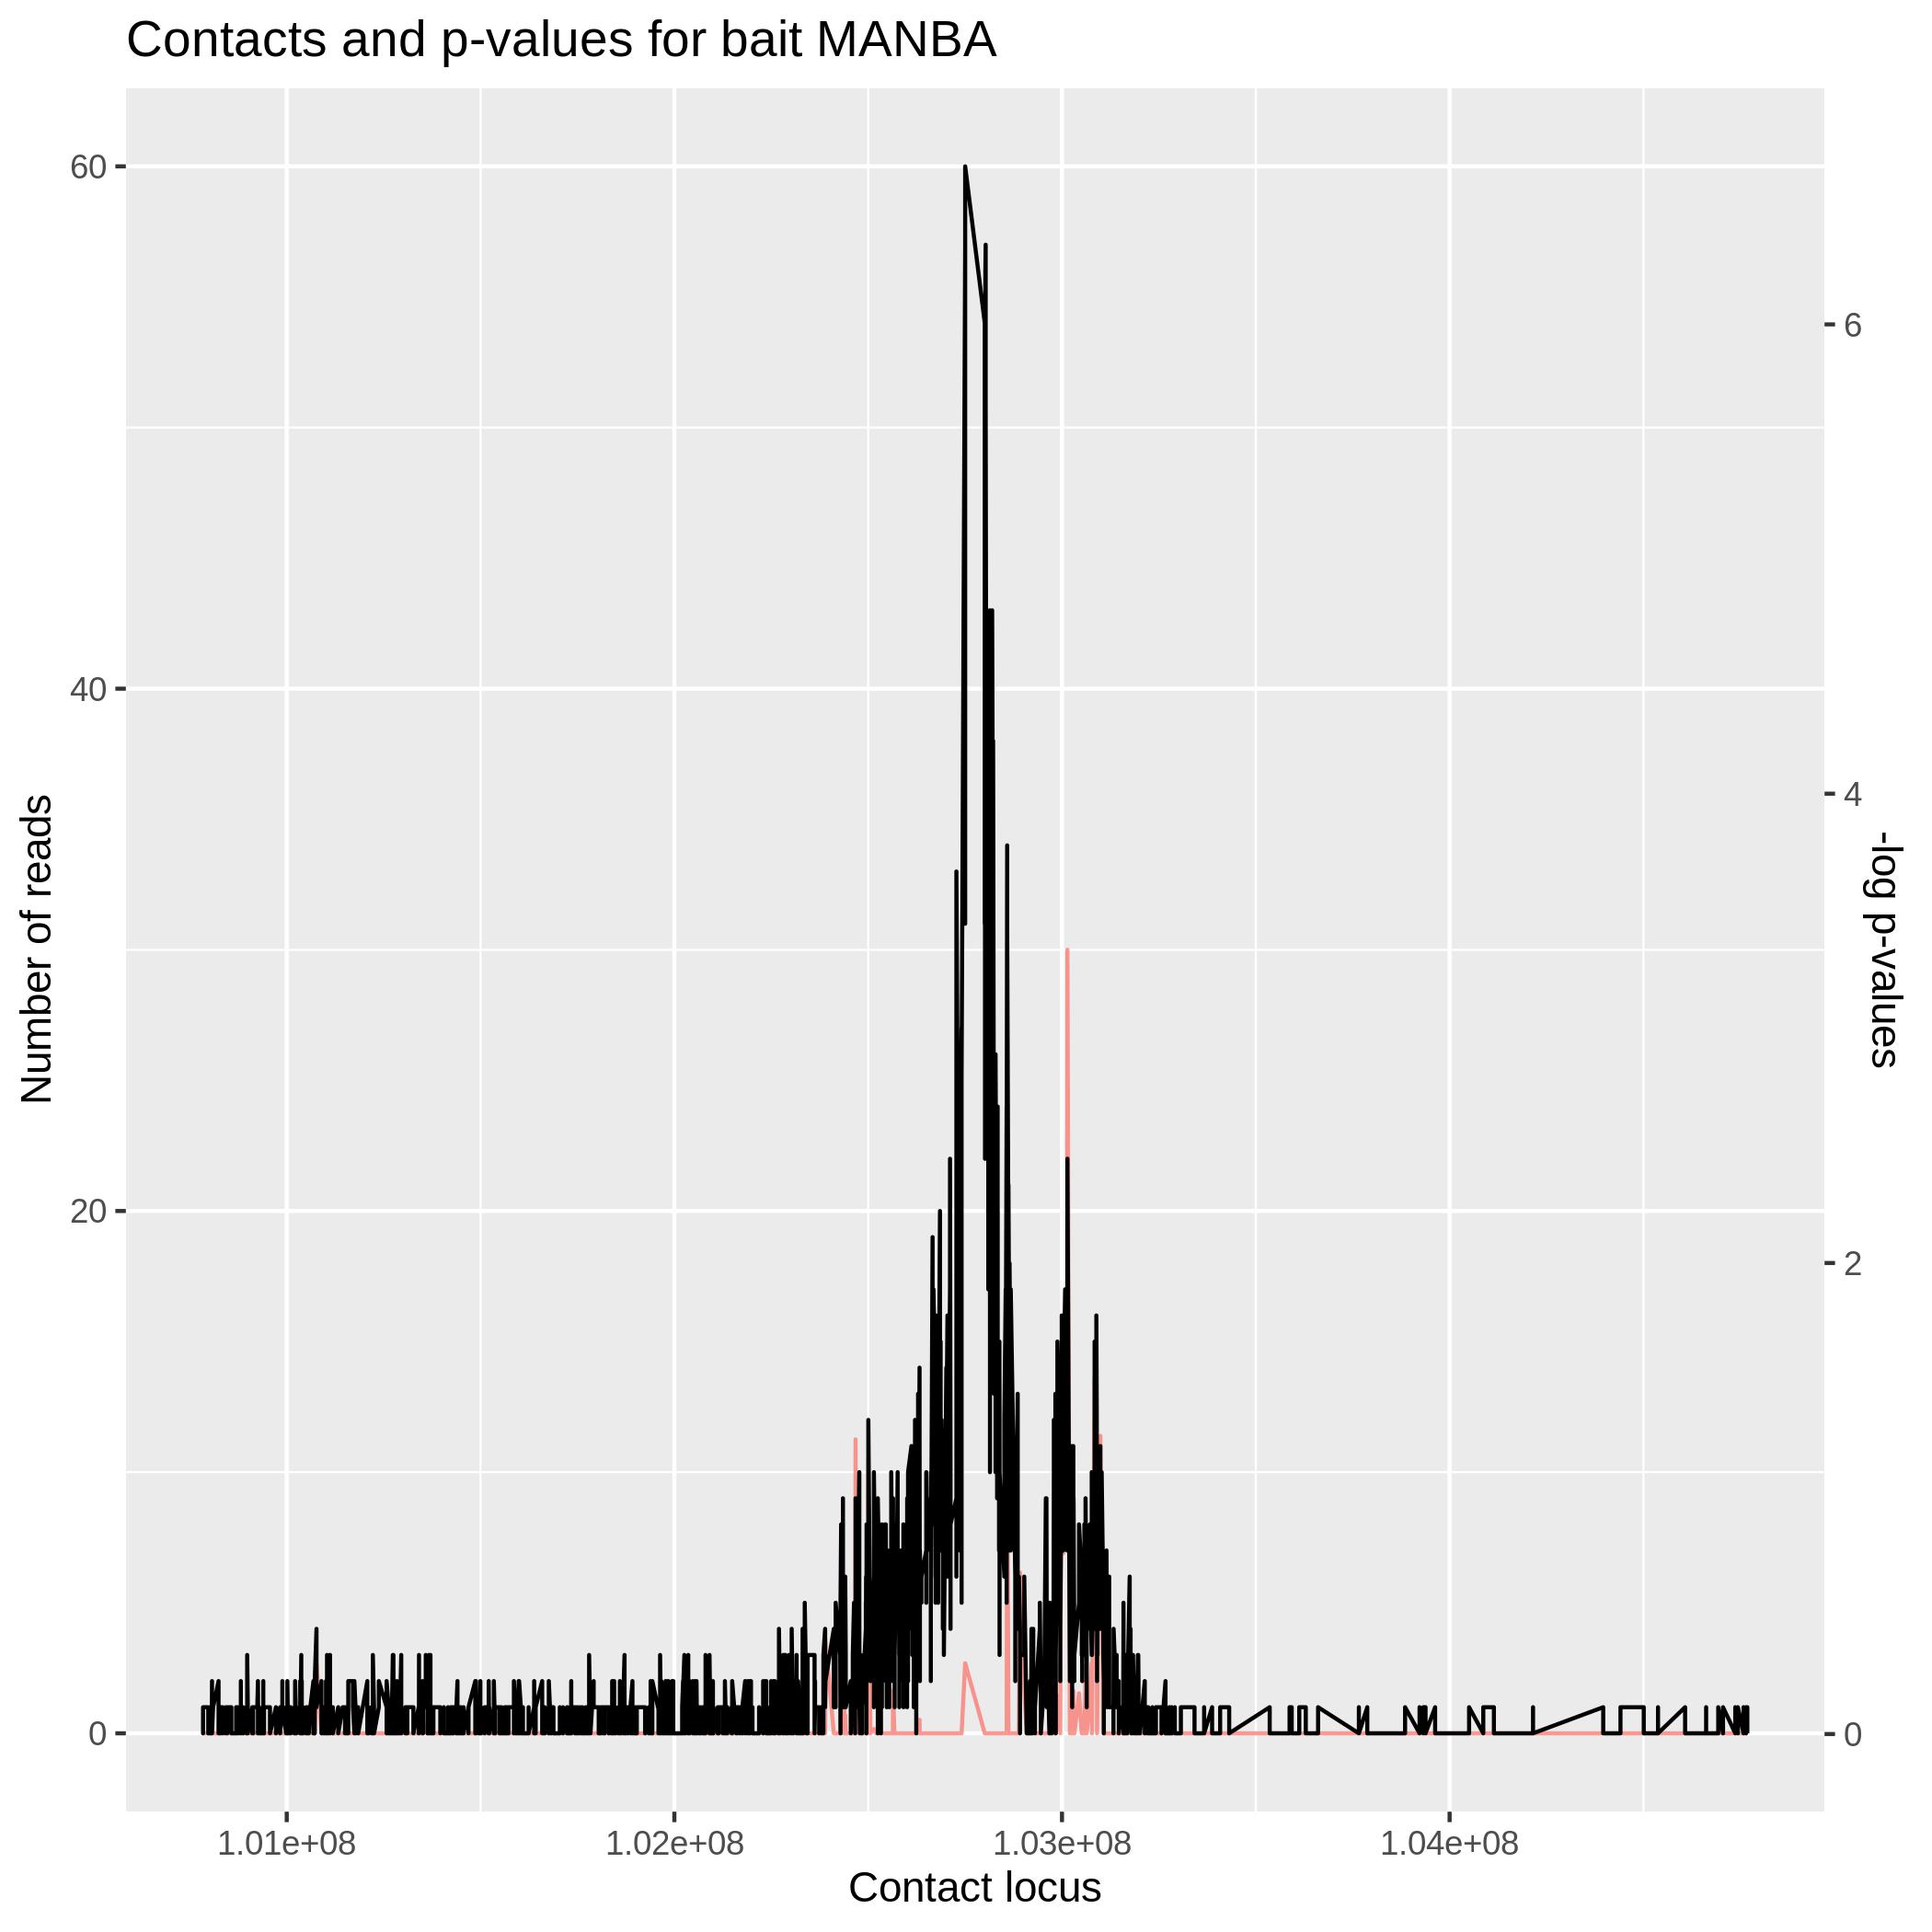 Contacts and p-values for bait MANBA
60
40
20
0
Number of reads
6
4
2
0
-log p-values
1.01e+08
1.02e+08
1.03e+08
1.04e+08
Contact locus